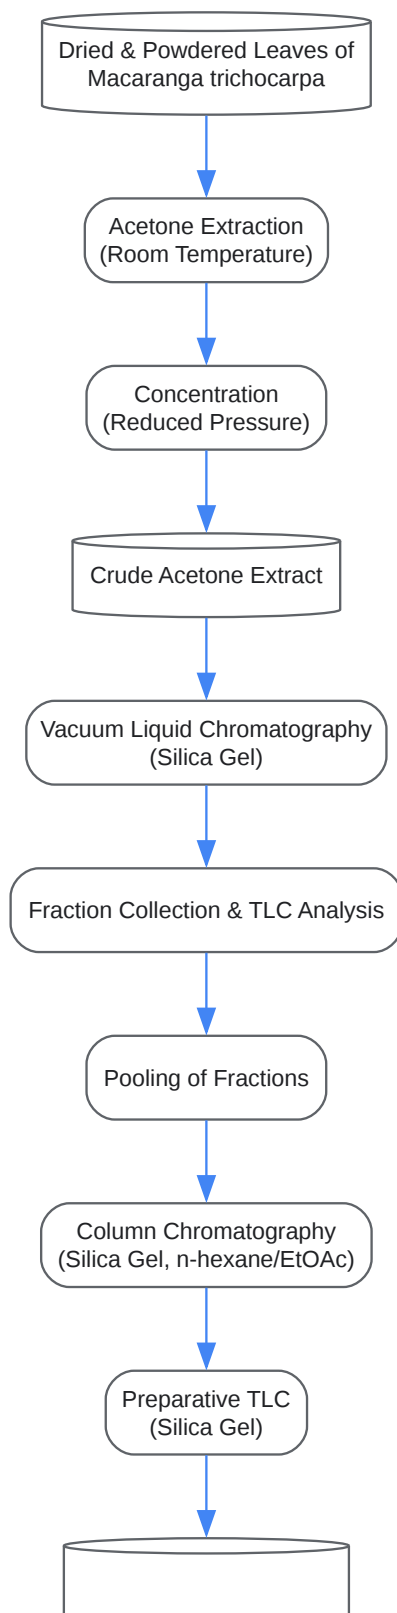 Dried & Powdered Leaves of
Macaranga trichocarpa
Acetone Extraction
(Room Temperature)
Concentration
(Reduced Pressure)
Crude Acetone Extract
Vacuum Liquid Chromatography
(Silica Gel)
Fraction Collection & TLC Analysis
Pooling of Fractions
Column Chromatography
(Silica Gel, n-hexane/EtOAc)
Preparative TLC
(Silica Gel)